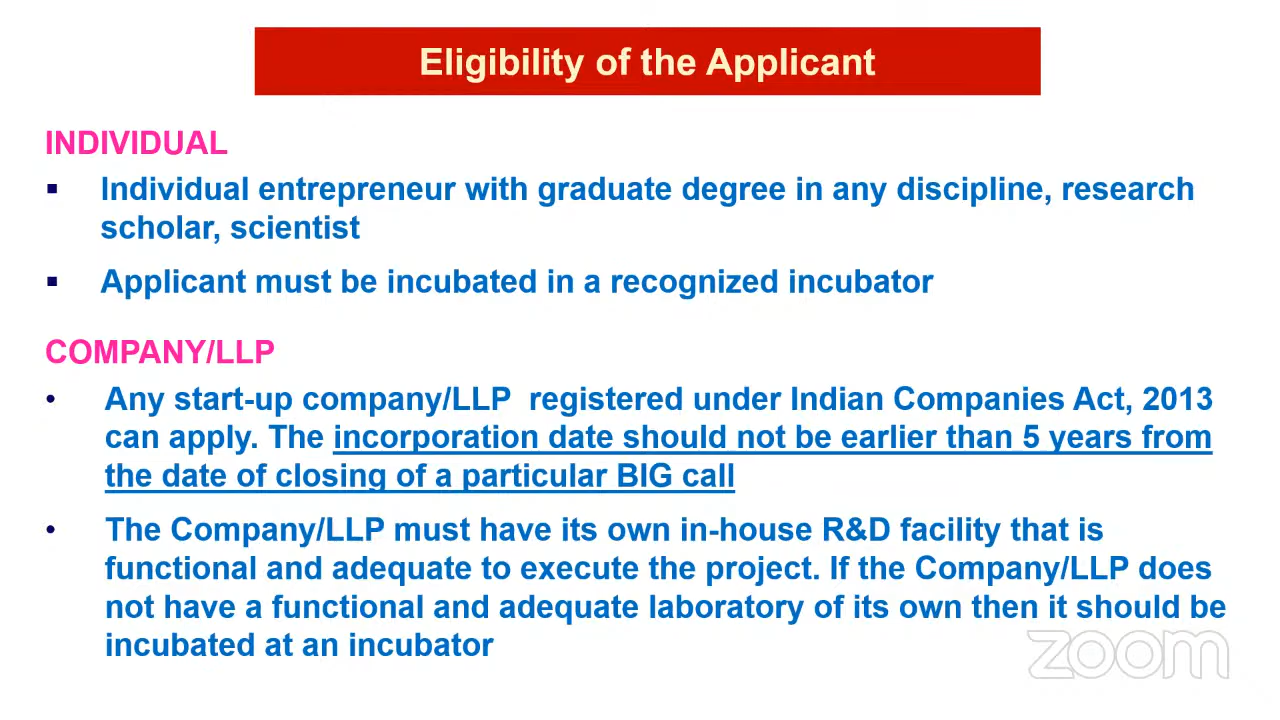 Eligibility of the Applicant
INDIVIDUAL
▪ Individual entrepreneur with graduate degree in any discipline, research
scholar, scientist
▪ Applicant must be incubated in a recognized incubator
COMPANY/LLP
• Any start-up company/LLP registered under Indian Companies Act, 2013
can apply. The incorporation date should not be earlier than 5 years from
the date of closing of a particular BIG call
• The Company/LLP must have its own in-house R&D facility that is
functional and adequate to execute the project. If the Company/LLP does
not have a functional and adequate laboratory of its own then it should be
incubated at an incubator
zoom